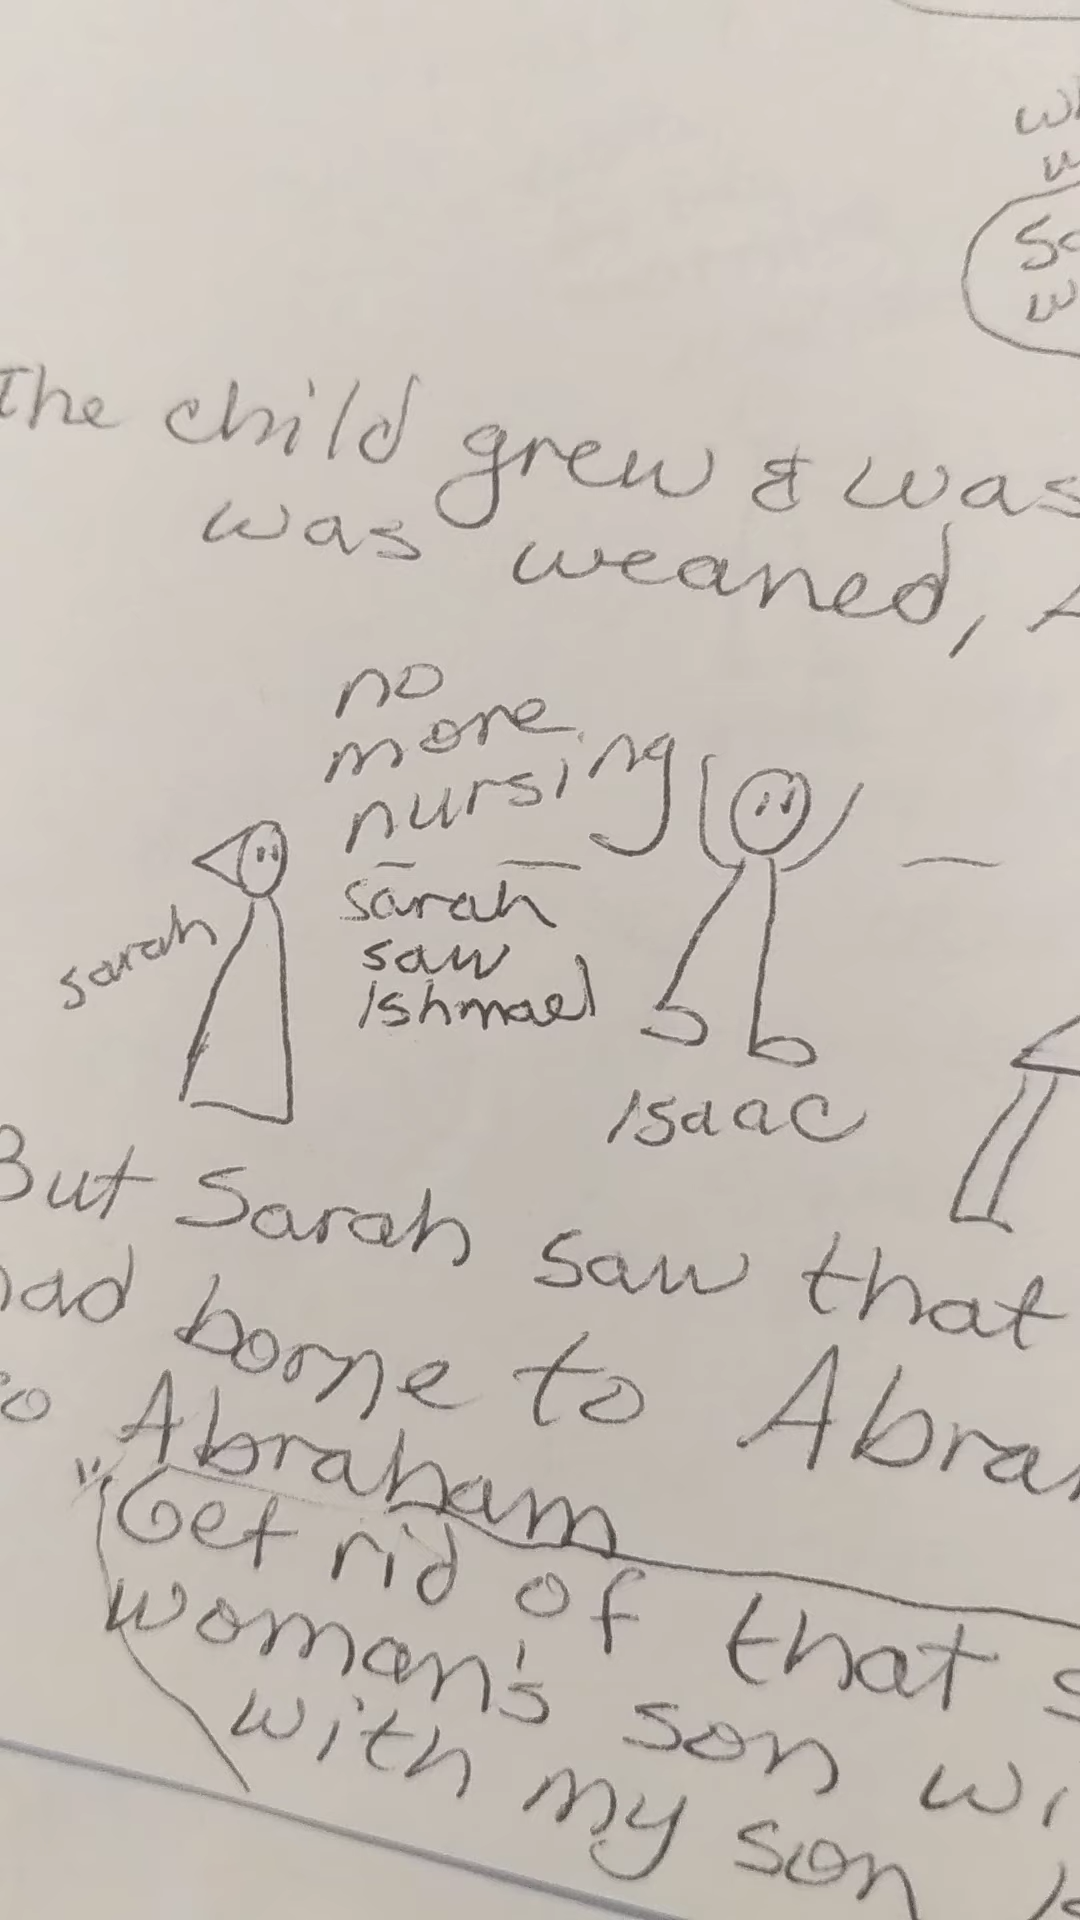 The child grew & was
was weaned,
no
more
nursing
sarah
saw
Ishmael
sarah
Isaac
But Sarah saw that
had borne to Abra
to Abraham
"Get rid of that
woman's son
with my son